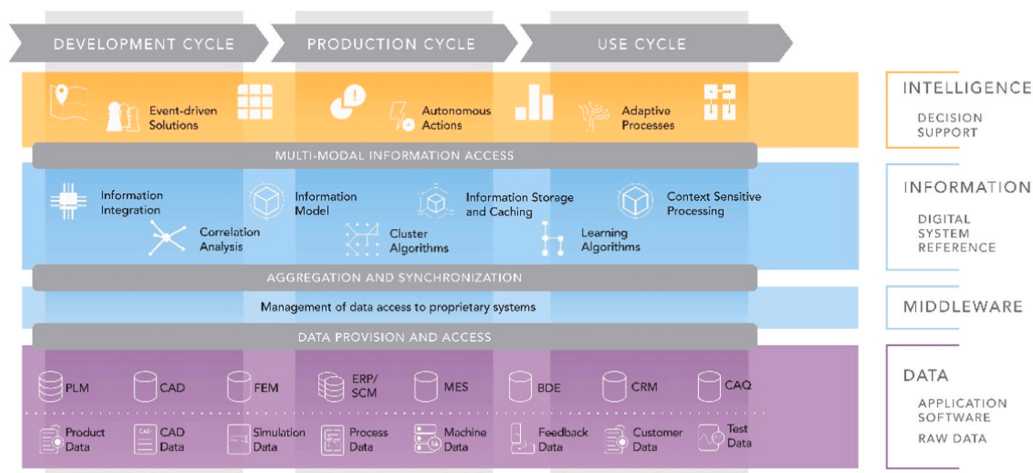 DEVELOPMENT CYCLE
PRODUCTION CYCLE
USE CYCLE
Event-driven
Solutions
Autonomous
Actions
Adaptive
Processes
INTELLIGENCE
DECISION
SUPPORT
MULTI-MODAL INFORMATION ACCESS
Information
Integration
Information
Model
Information Storage
and Caching
Context Sensitive
Processing
Correlation
Analysis
Cluster
Algorithms
Learning
Algorithms
INFORMATION
DIGITAL
SYSTEM
REFERENCE
AGGREGATION AND SYNCHRONIZATION
Management of data access to proprietary systems
MIDDLEWARE
DATA PROVISION AND ACCESS
PLM
CAD
FEM
ERP/
SCM
MES
BDE
CRM
CAQ
Product
Data
CAD
CAD
Data
Simulation
Data
Process
Data
Machine
Data
Feedback
Data
Customer
Data
Test
Data
DATA
APPLICATION
SOFTWARE
RAW DATA